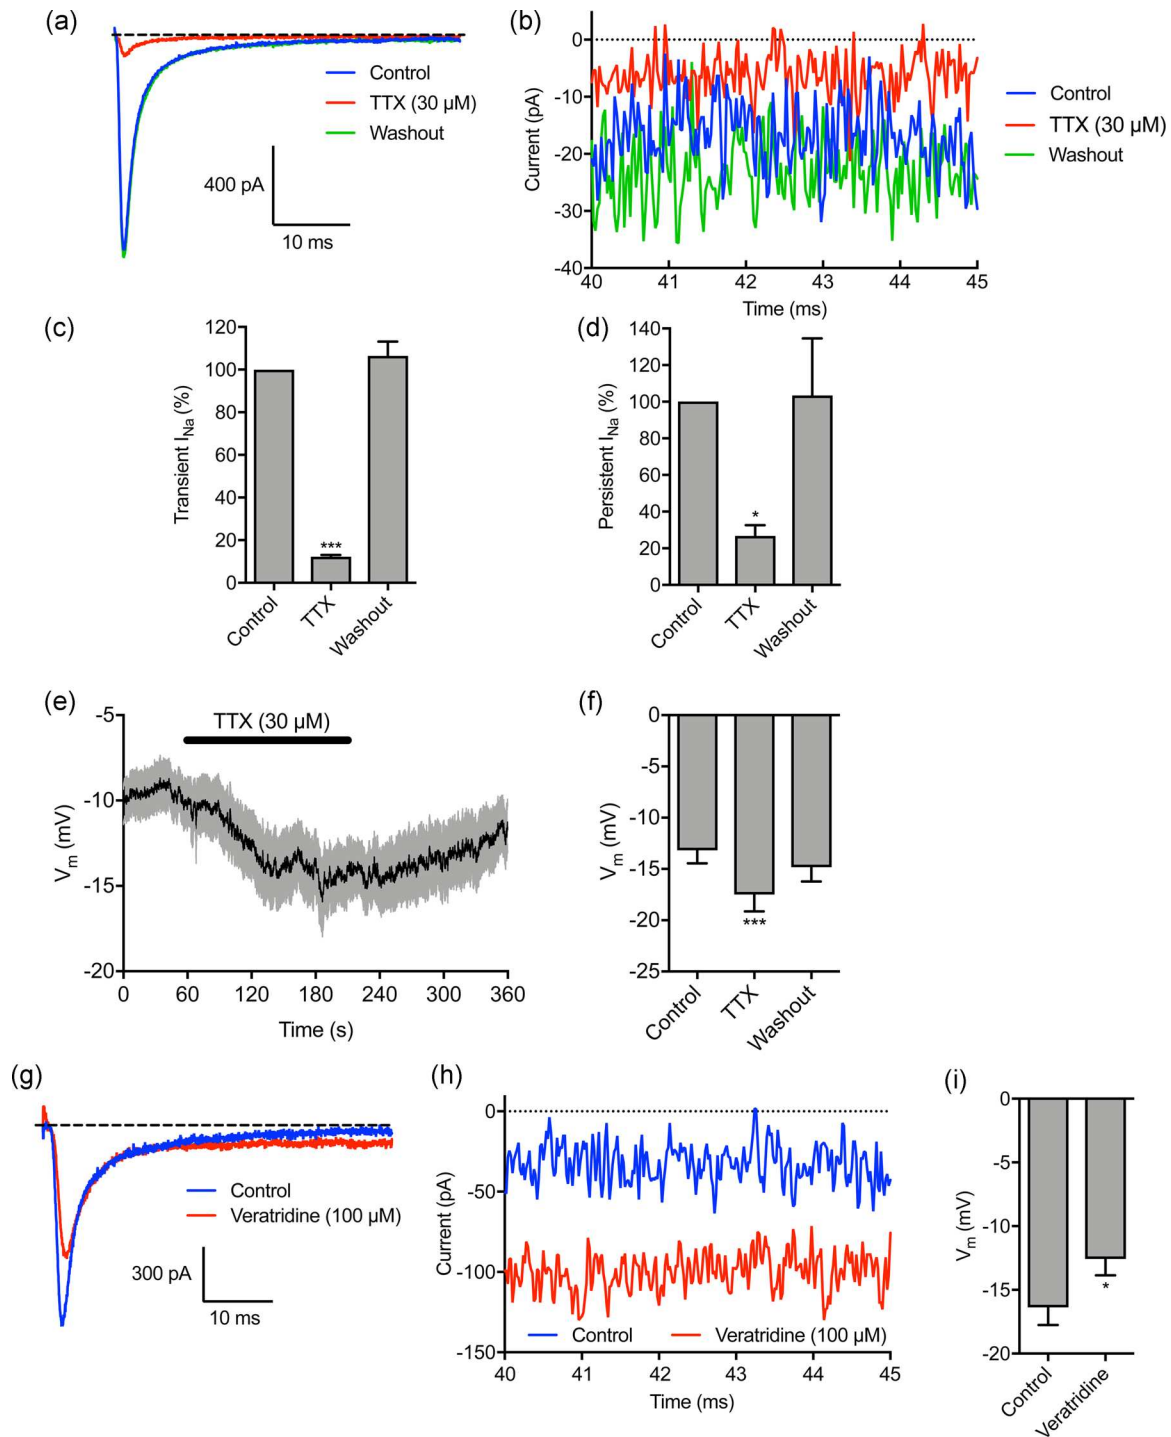 (a)
Control
TTX (30 µM)
Washout
400 pA
10 ms
(b)
Current (pA)
0
-10
-20
-30
-40
40 41 42 43 44 45
Time (ms)
Control
TTX (30 µM)
Washout
(c)
Transient INa (%)
120
100
80
60
40
20
0
***
Control
TTX
Washout
(d)
Persistent INa (%)
140
120
100
80
60
40
20
0
*
Control
TTX
Washout
(e)
TTX (30 µM)
Vm (mV)
-5
-10
-15
-20
0 60 120 180 240 300 360
Time (s)
(f)
Vm (mV)
0
-5
-10
-15
-20
-25
***
Control
TTX
Washout
(g)
Control
Veratridine (100 µM)
300 pA
10 ms
(h)
Current (pA)
0
-50
-100
-150
Control Veratridine (100 µM)
40 41 42 43 44 45
Time (ms)
(i)
Vm (mV)
0
-5
-10
-15
-20
*
Control
Veratridine